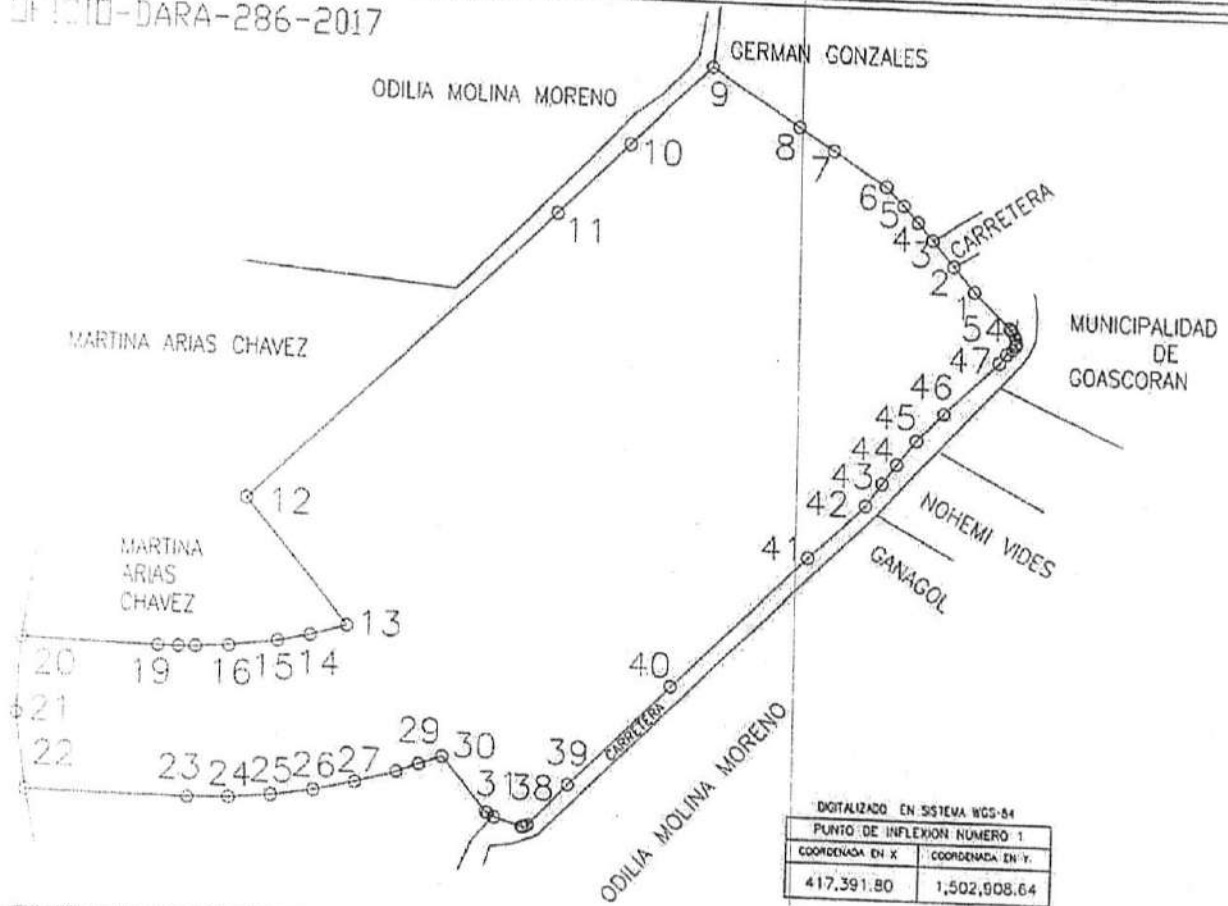 OFICIO-DARA-286-2017
GERMAN GONZALES
ODILIA MOLINA MORENO
9
10
8
7
11
6
5
4
3
CARRETERA
2
1
54
MUNICIPALIDAD
DE
GOASCORAN
MARTINA ARIAS CHAVEZ
47
46
45
44
43
42
12
NOHEMI VIDES
41
GANAGOL
MARTINA
ARIAS
CHAVEZ
13
20
19
16
15
14
40
21
CARRETERA
29
30
39
22
23
24
25
26
27
31
38
ODILIA MOLINA MORENO
DIGITALIZADO EN SISTEMA WGS-84
PUNTO DE INFLEXION NUMERO 1
COORDENADA EN X
COORDENADA EN Y.
417,391.80
1,502,908.64